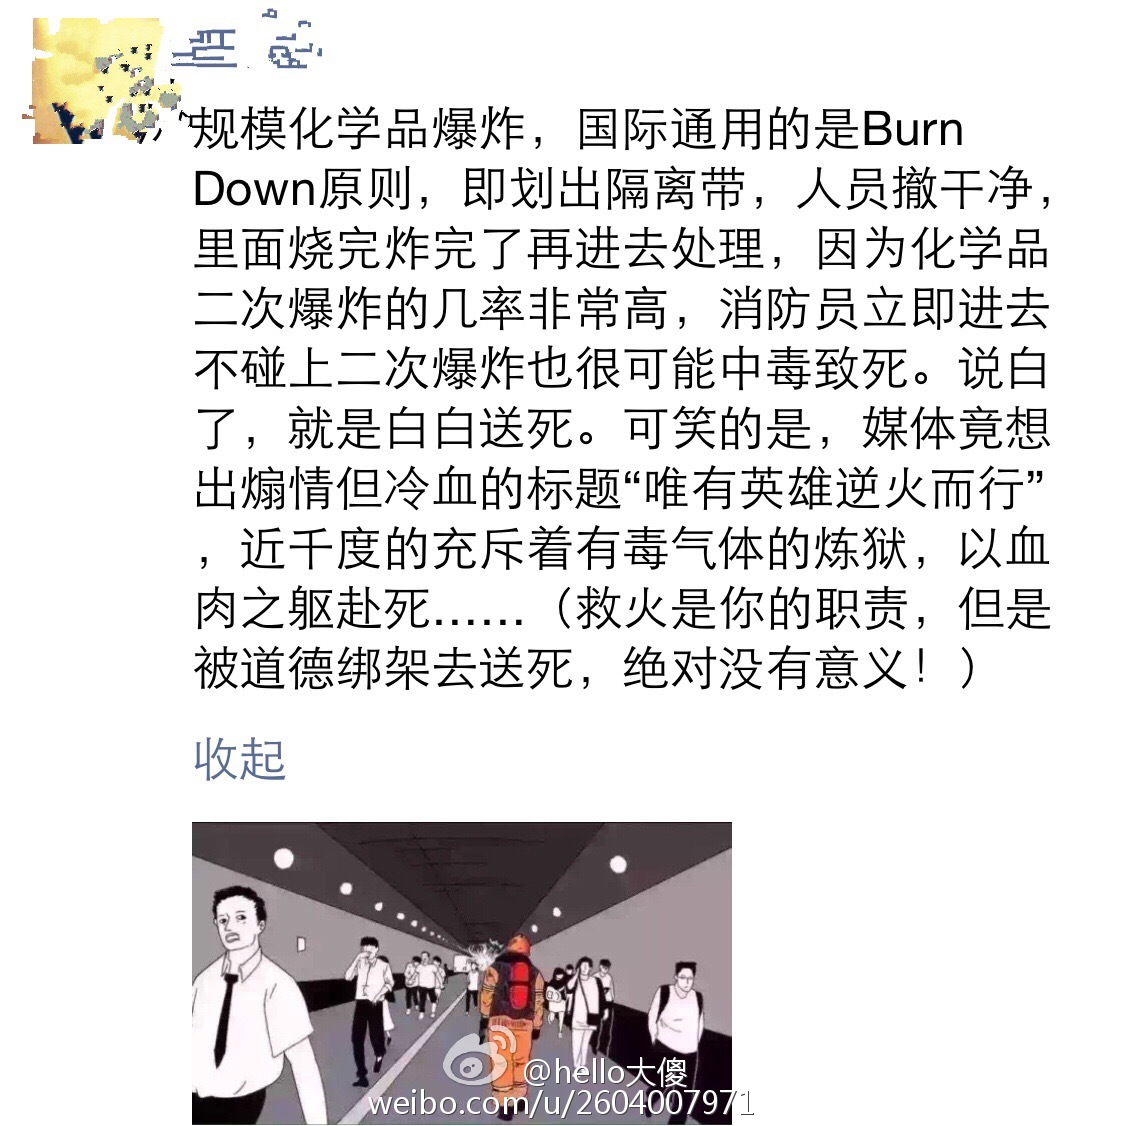 规模化学品爆炸，国际通用的是Burn
Down原则，即划出隔离带，人员撤干净，
里面烧完炸完了再进去处理，因为化学品
二次爆炸的几率非常高，消防员立即进去
不碰上二次爆炸也很可能中毒致死。说白
了，就是白白送死。可笑的是，媒体竟想
出煽情但冷血的标题“唯有英雄逆火而行”
，近千度的充斥着有毒气体的炼狱，以血
肉之躯赴死……（救火是你的职责，但是
被道德绑架去送死，绝对没有意义！）
收起
@hello大傻
weibo.com/u/2604007971